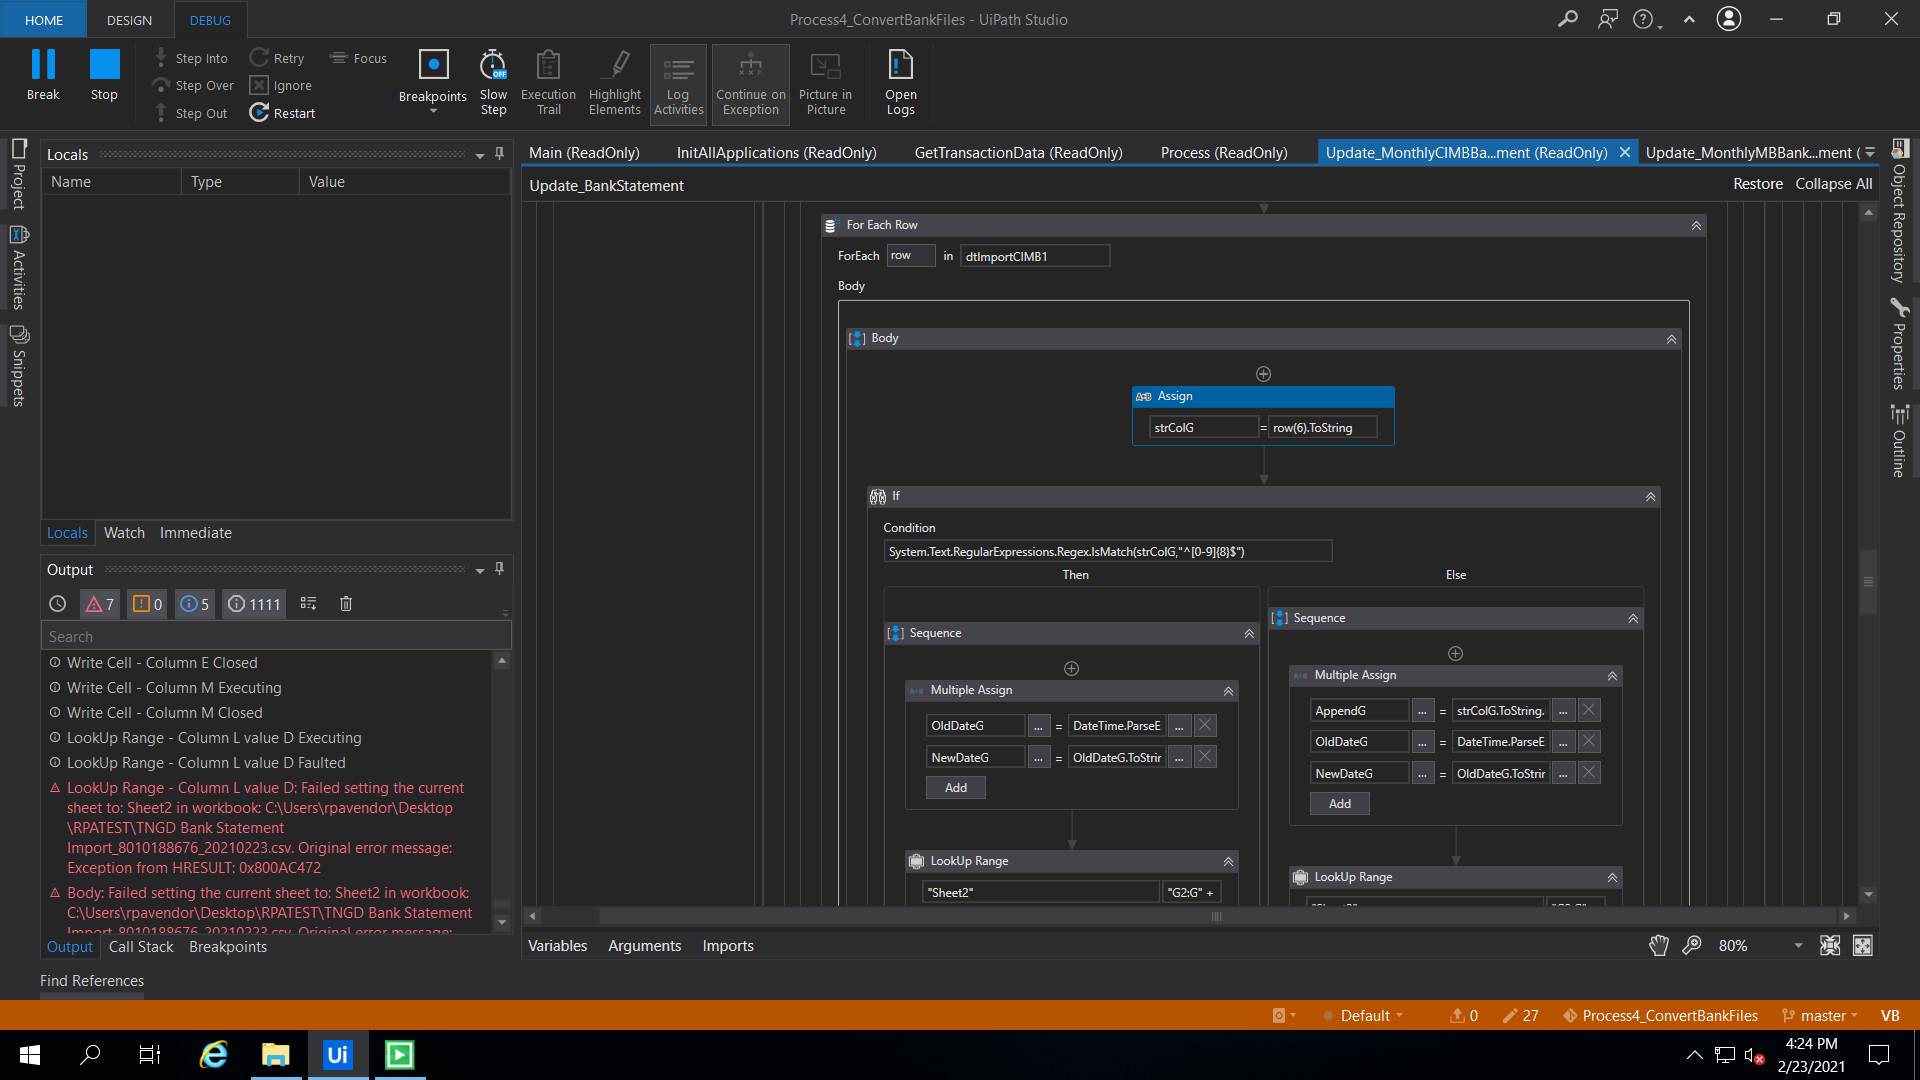 HOME
DESIGN
DEBUG
Process4_ConvertBankFiles - UiPath Studio
Break
Stop
Step Into
Step Over
Step Out
Retry
Ignore
Restart
Focus
Breakpoints
Slow
Step
OFF
Execution
Trail
Highlight
Elements
Log
Activities
Continue on
Exception
Picture in
Picture
Open
Logs
Project
Activities
Snippets
Locals
Name
Type
Value
Locals
Watch
Immediate
Output
7
0
5
1111
Search
Write Cell - Column E Closed
Write Cell - Column M Executing
Write Cell - Column M Closed
LookUp Range - Column L value D Executing
LookUp Range - Column L value D Faulted
LookUp Range - Column L value D: Failed setting the current
sheet to: Sheet2 in workbook: C:\Users\rpavendor\Desktop
\RPATEST\TNGD Bank Statement
Import_8010188676_20210223.csv. Original error message:
Exception from HRESULT: 0x800AC472
Body: Failed setting the current sheet to: Sheet2 in workbook:
C:\Users\rpavendor\Desktop\RPATEST\TNGD Bank Statement
Import_8010188676_20210223.csv. Original error message:
Output
Call Stack
Breakpoints
Find References
Main (ReadOnly)
InitAllApplications (ReadOnly)
GetTransactionData (ReadOnly)
Process (ReadOnly)
Update_MonthlyCIMBBa...ment (ReadOnly)
Update_MonthlyMBBank...ment (
Update_BankStatement
Restore
Collapse All
For Each Row
ForEach
row
in
dtImportCIMB1
Body
Body
A=B Assign
strColG
=
row(6).ToString
If
Condition
System.Text.RegularExpressions.Regex.IsMatch(strColG,"^[0-9]{8}$")
Then
Else
Sequence
Multiple Assign
OldDateG
...
=
DateTime.ParseE
...
NewDateG
...
=
OldDateG.ToStrir
...
Add
LookUp Range
"Sheet2"
"G2:G" +
Sequence
Multiple Assign
AppendG
...
=
strColG.ToString.
...
OldDateG
...
=
DateTime.ParseE
...
NewDateG
...
=
OldDateG.ToStrir
...
Add
LookUp Range
Variables
Arguments
Imports
80%
Object Repository
Properties
Outline
Default
0
27
Process4_ConvertBankFiles
master
VB
Ui
4:24 PM
2/23/2021